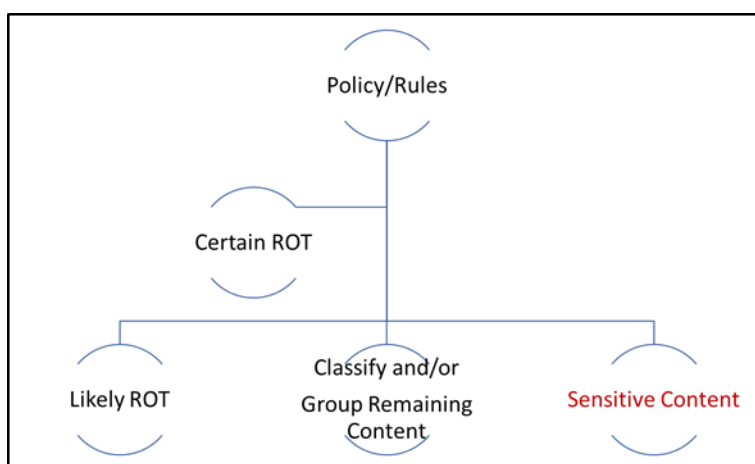 Policy/Rules
Certain ROT
Likely ROT
Classify and/or
Group Remaining
Content
Sensitive Content